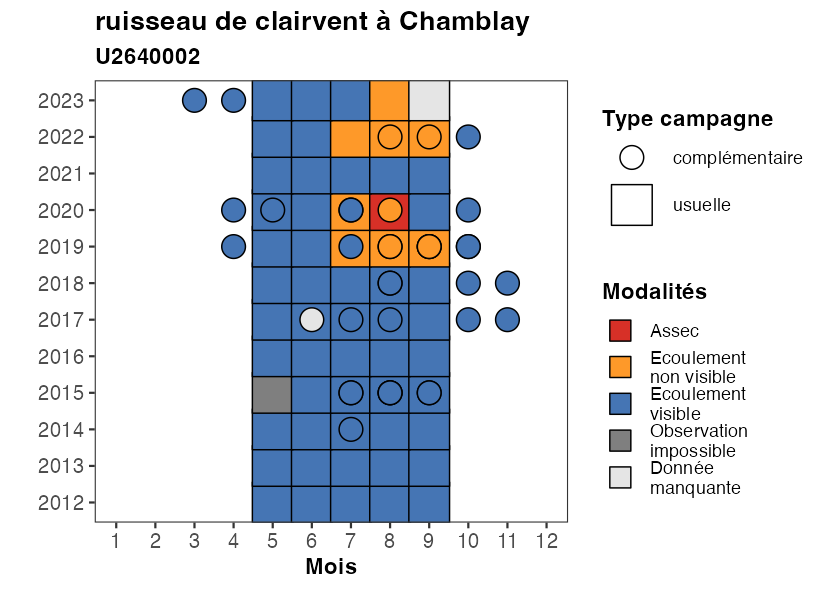 ruisseau de clairvent à Chamblay
U2640002
2023
2022
2021
2020
2019
2018
2017
2016
2015
2014
2013
2012
1 2 3 4 5 6 7 8 9 10 11 12
Mois
Type campagne
complémentaire
usuelle
Modalités
Assec
Ecoulement
non visible
Ecoulement
visible
Observation
impossible
Donnée
manquante